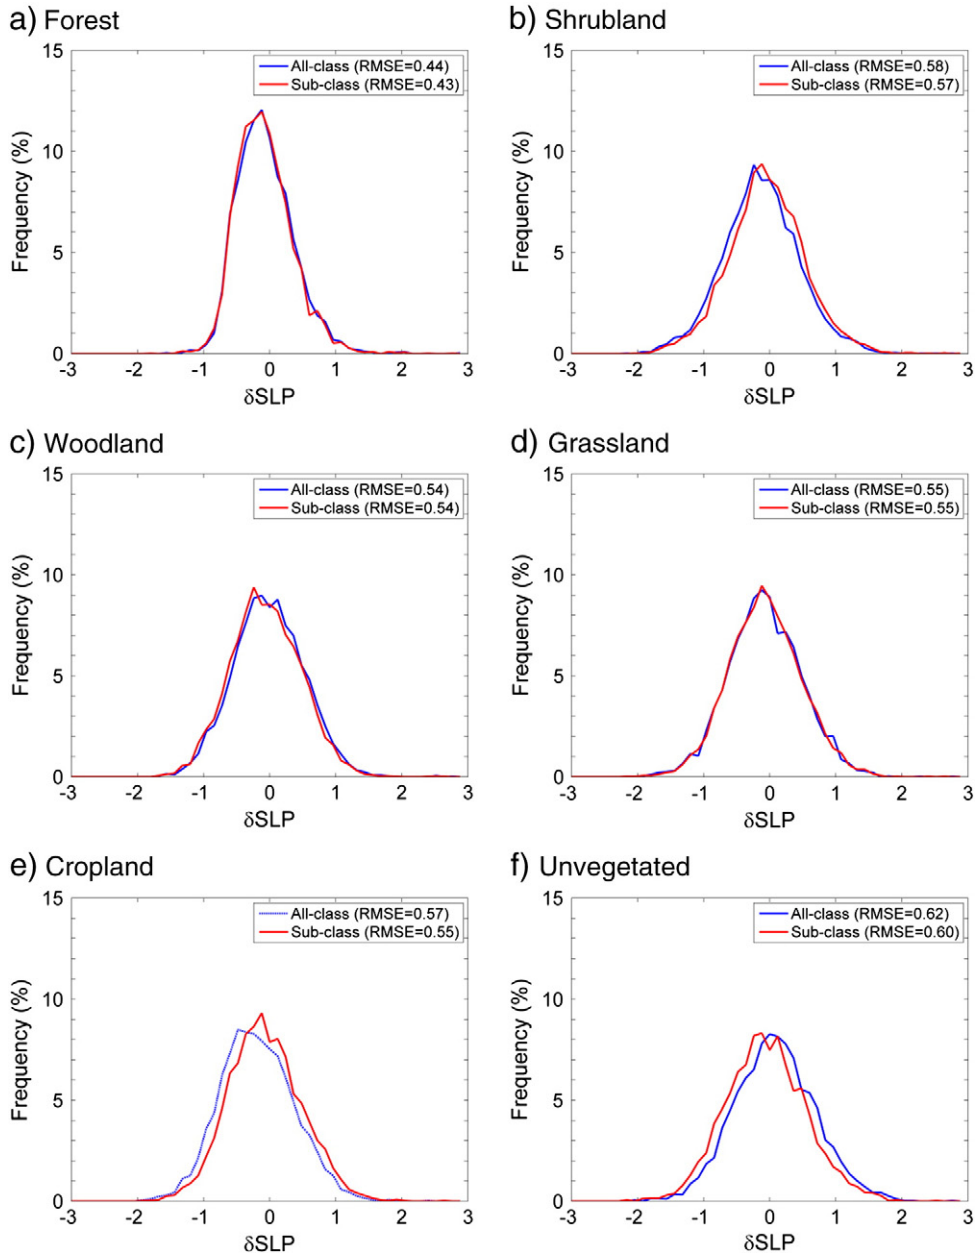 a) Forest
15
10
5
0
Frequency (%)
All-class (RMSE=0.44)
Sub-class (RMSE=0.43)
-3 -2 -1 0 1 2 3
δSLP
b) Shrubland
15
10
5
0
Frequency (%)
All-class (RMSE=0.58)
Sub-class (RMSE=0.57)
-3 -2 -1 0 1 2 3
δSLP
c) Woodland
15
10
5
0
Frequency (%)
All-class (RMSE=0.54)
Sub-class (RMSE=0.54)
-3 -2 -1 0 1 2 3
δSLP
d) Grassland
15
10
5
0
Frequency (%)
All-class (RMSE=0.55)
Sub-class (RMSE=0.55)
-3 -2 -1 0 1 2 3
δSLP
e) Cropland
15
10
5
0
Frequency (%)
All-class (RMSE=0.57)
Sub-class (RMSE=0.55)
-3 -2 -1 0 1 2 3
δSLP
f) Unvegetated
15
10
5
0
Frequency (%)
All-class (RMSE=0.62)
Sub-class (RMSE=0.60)
-3 -2 -1 0 1 2 3
δSLP